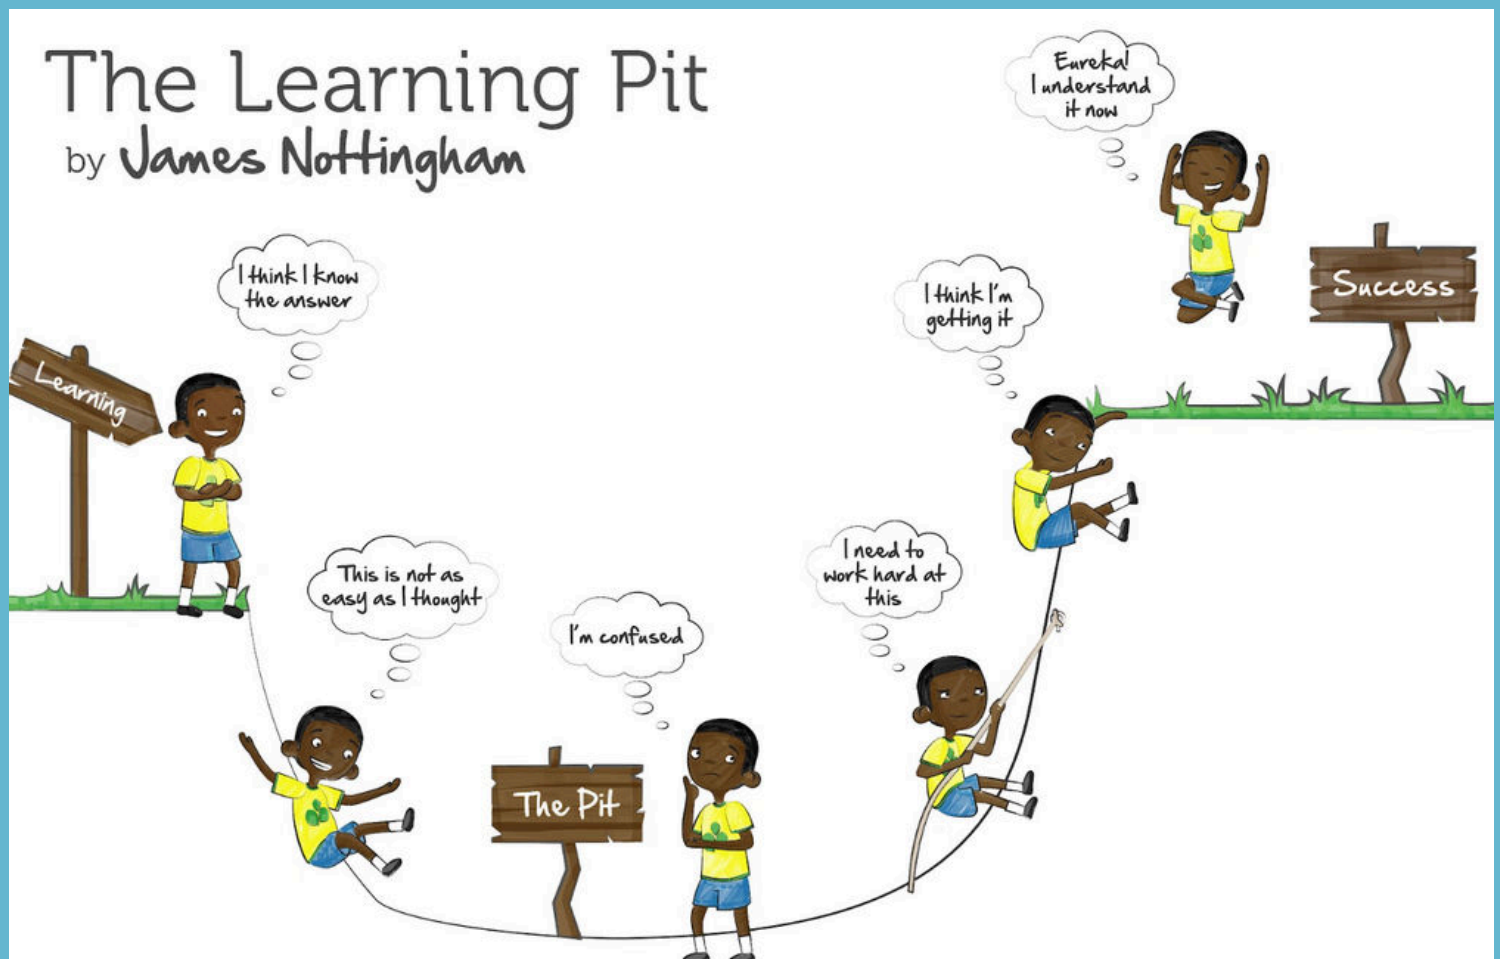 The Learning Pit
by James Nottingham
I think I know
the answer
Learning
This is not as
easy as I thought
The Pit
I'm confused
I need to
work hard at
this
I think I'm
getting it
Eureka!
I understand
it now
Success